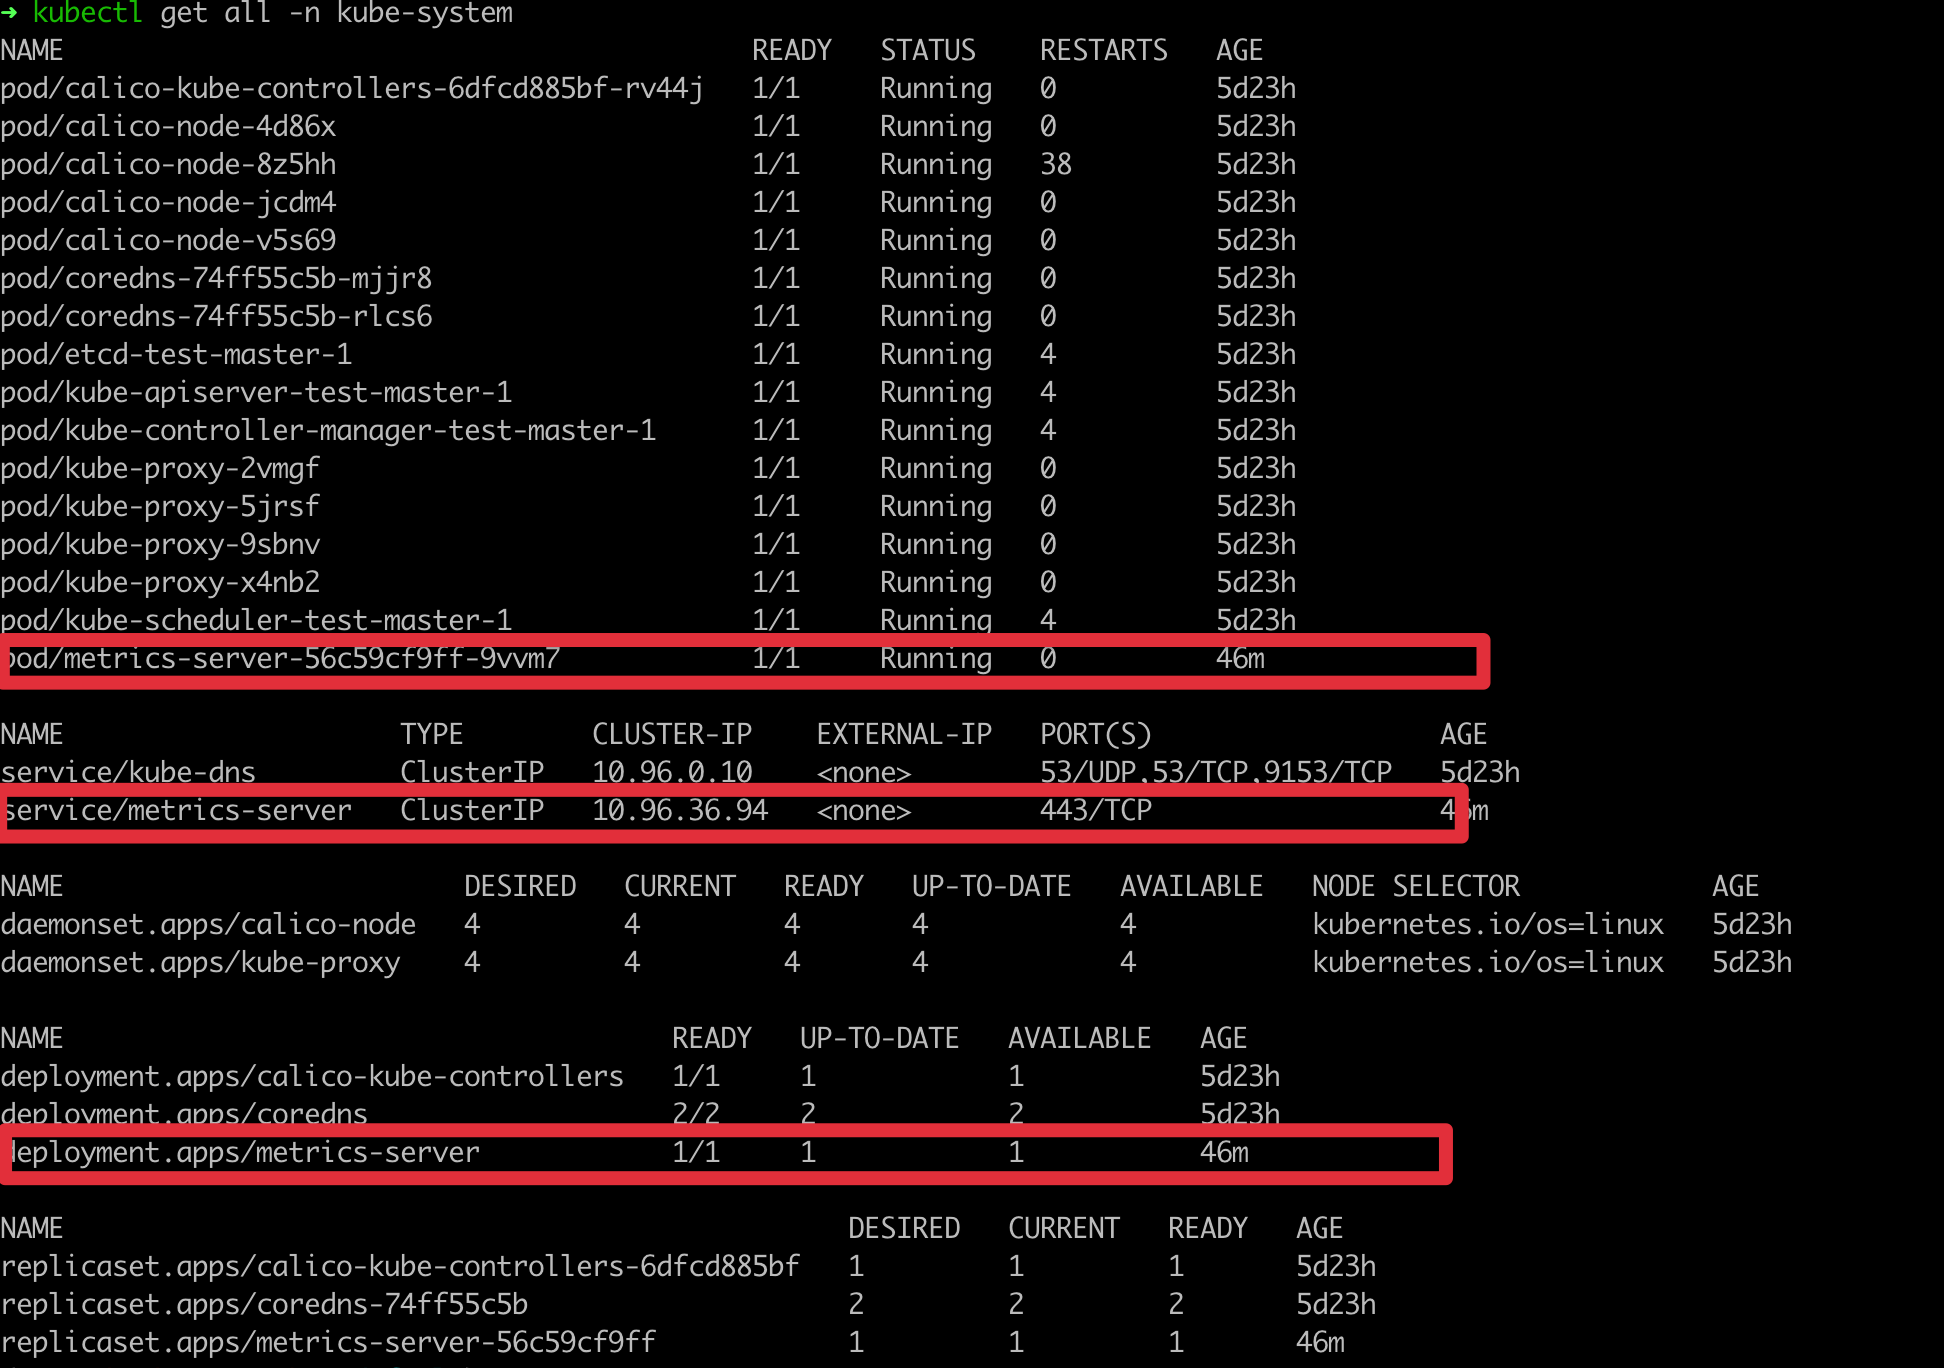 ➜ kubectl get all -n kube-system
NAME READY STATUS RESTARTS AGE
pod/calico-kube-controllers-6dfcd885bf-rv44j 1/1 Running 0 5d23h
pod/calico-node-4d86x 1/1 Running 0 5d23h
pod/calico-node-8z5hh 1/1 Running 38 5d23h
pod/calico-node-jcdm4 1/1 Running 0 5d23h
pod/calico-node-v5s69 1/1 Running 0 5d23h
pod/coredns-74ff55c5b-mjjr8 1/1 Running 0 5d23h
pod/coredns-74ff55c5b-rlcs6 1/1 Running 0 5d23h
pod/etcd-test-master-1 1/1 Running 4 5d23h
pod/kube-apiserver-test-master-1 1/1 Running 4 5d23h
pod/kube-controller-manager-test-master-1 1/1 Running 4 5d23h
pod/kube-proxy-2vmgf 1/1 Running 0 5d23h
pod/kube-proxy-5jrsf 1/1 Running 0 5d23h
pod/kube-proxy-9sbnv 1/1 Running 0 5d23h
pod/kube-proxy-x4nb2 1/1 Running 0 5d23h
pod/kube-scheduler-test-master-1 1/1 Running 4 5d23h
pod/metrics-server-56c59cf9ff-9vvm7 1/1 Running 0 46m
NAME TYPE CLUSTER-IP EXTERNAL-IP PORT(S) AGE
service/kube-dns ClusterIP 10.96.0.10 <none> 53/UDP,53/TCP,9153/TCP 5d23h
service/metrics-server ClusterIP 10.96.36.94 <none> 443/TCP 46m
NAME DESIRED CURRENT READY UP-TO-DATE AVAILABLE NODE SELECTOR AGE
daemonset.apps/calico-node 4 4 4 4 4 kubernetes.io/os=linux 5d23h
daemonset.apps/kube-proxy 4 4 4 4 4 kubernetes.io/os=linux 5d23h
NAME READY UP-TO-DATE AVAILABLE AGE
deployment.apps/calico-kube-controllers 1/1 1 1 5d23h
deployment.apps/coredns 2/2 2 2 5d23h
deployment.apps/metrics-server 1/1 1 1 46m
NAME DESIRED CURRENT READY AGE
replicaset.apps/calico-kube-controllers-6dfcd885bf 1 1 1 5d23h
replicaset.apps/coredns-74ff55c5b 2 2 2 5d23h
replicaset.apps/metrics-server-56c59cf9ff 1 1 1 46m